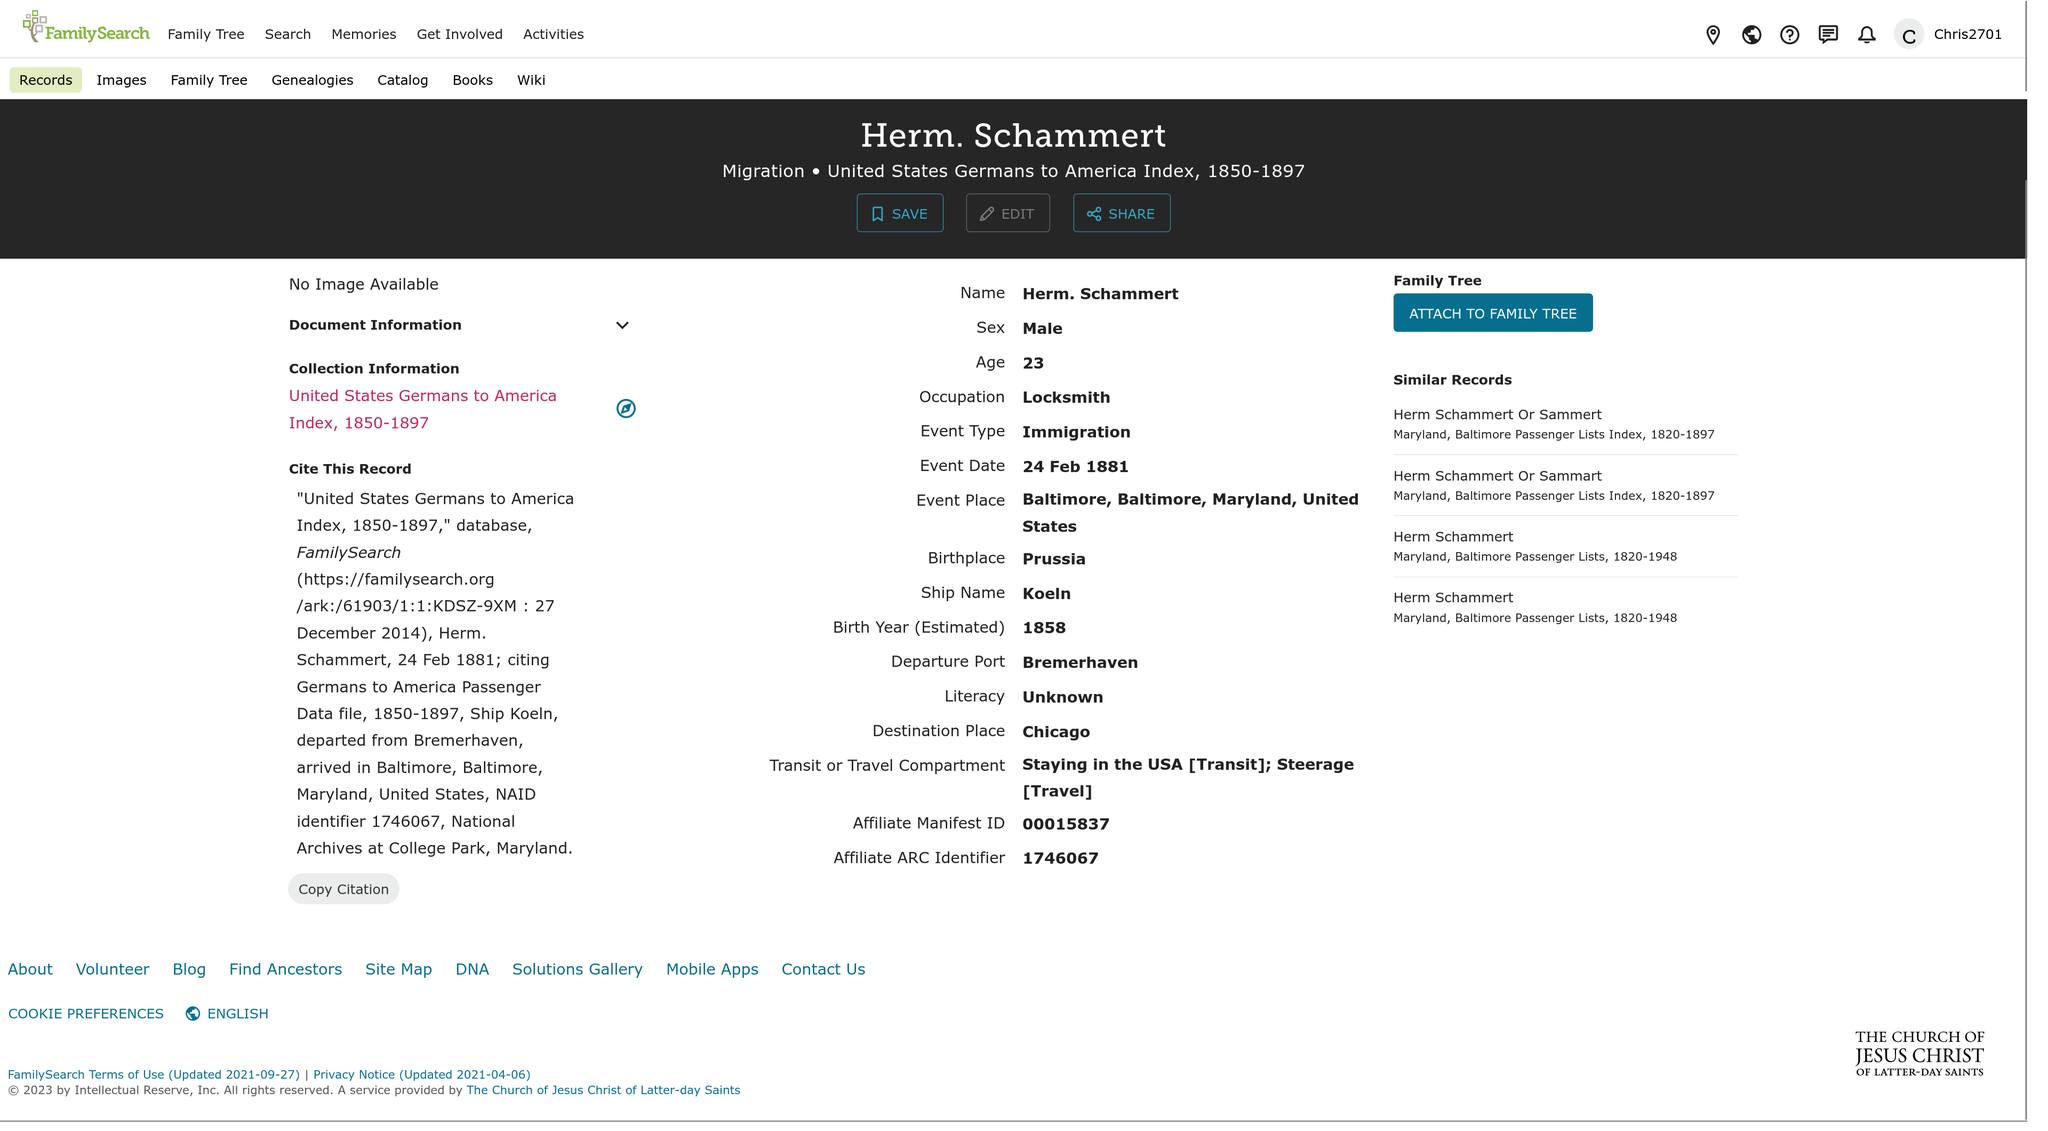 FamilySearch Family Tree Search Memories Get Involved Activities C Chris2701
Records Images Family Tree Genealogies Catalog Books Wiki
Herm. Schammert
Migration • United States Germans to America Index, 1850-1897
SAVE EDIT SHARE
No Image Available
Document Information
Collection Information
United States Germans to America
Index, 1850-1897
Cite This Record
"United States Germans to America
Index, 1850-1897," database,
FamilySearch
(https://familysearch.org
/ark:/61903/1:1:KDSZ-9XM : 27
December 2014), Herm.
Schammert, 24 Feb 1881; citing
Germans to America Passenger
Data file, 1850-1897, Ship Koeln,
departed from Bremerhaven,
arrived in Baltimore, Baltimore,
Maryland, United States, NAID
identifier 1746067, National
Archives at College Park, Maryland.
Copy Citation
Name Herm. Schammert
Sex Male
Age 23
Occupation Locksmith
Event Type Immigration
Event Date 24 Feb 1881
Event Place Baltimore, Baltimore, Maryland, United
States
Birthplace Prussia
Ship Name Koeln
Birth Year (Estimated) 1858
Departure Port Bremerhaven
Literacy Unknown
Destination Place Chicago
Transit or Travel Compartment Staying in the USA [Transit]; Steerage
[Travel]
Affiliate Manifest ID 00015837
Affiliate ARC Identifier 1746067
Family Tree
ATTACH TO FAMILY TREE
Similar Records
Herm Schammert Or Sammert
Maryland, Baltimore Passenger Lists Index, 1820-1897
Herm Schammert Or Sammart
Maryland, Baltimore Passenger Lists Index, 1820-1897
Herm Schammert
Maryland, Baltimore Passenger Lists, 1820-1948
Herm Schammert
Maryland, Baltimore Passenger Lists, 1820-1948
About Volunteer Blog Find Ancestors Site Map DNA Solutions Gallery Mobile Apps Contact Us
COOKIE PREFERENCES ENGLISH
THE CHURCH OF
JESUS CHRIST
OF LATTER-DAY SAINTS
FamilySearch Terms of Use (Updated 2021-09-27) | Privacy Notice (Updated 2021-04-06)
© 2023 by Intellectual Reserve, Inc. All rights reserved. A service provided by The Church of Jesus Christ of Latter-day Saints